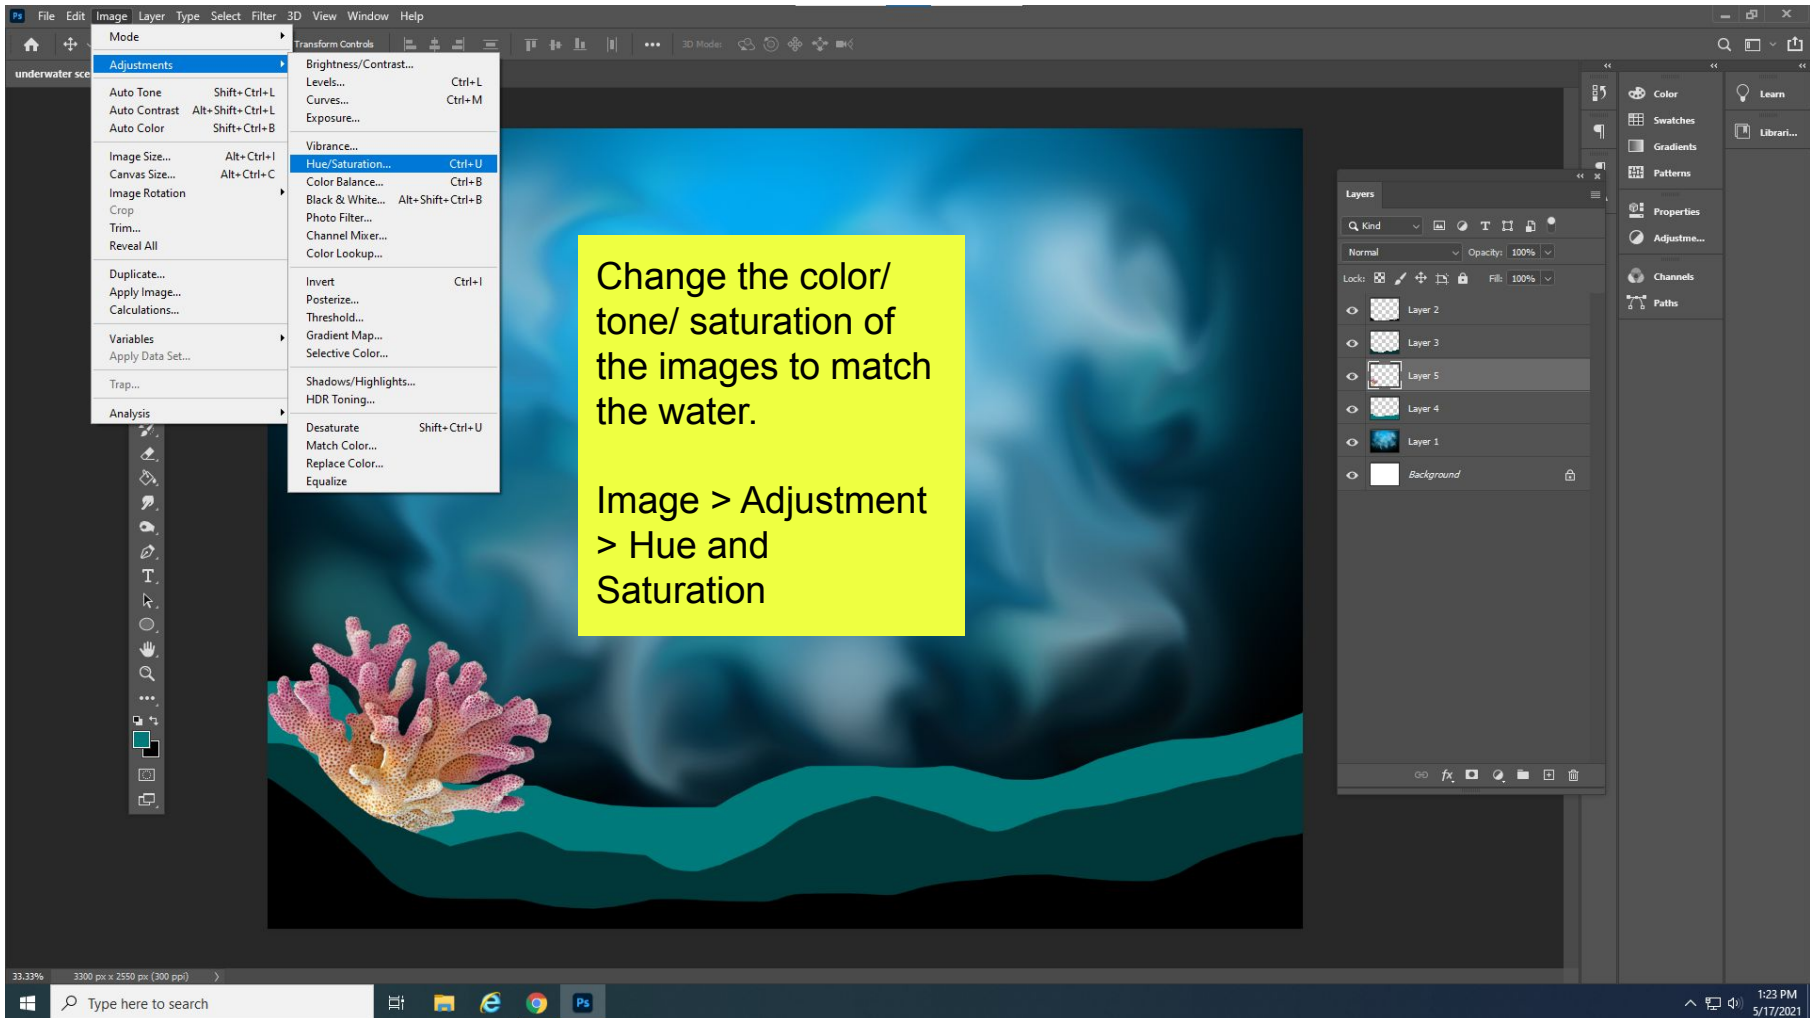 Ps File Edit Image Layer Type Select Filter 3D View Window Help
Transform Controls 3D Mode:
underwater sce
Mode
Adjustments
Auto Tone Shift+Ctrl+L
Auto Contrast Alt+Shift+Ctrl+L
Auto Color Shift+Ctrl+B
Image Size... Alt+Ctrl+I
Canvas Size... Alt+Ctrl+C
Image Rotation
Crop
Trim...
Reveal All
Duplicate...
Apply Image...
Calculations...
Variables
Apply Data Set...
Trap...
Analysis
Brightness/Contrast...
Levels... Ctrl+L
Curves... Ctrl+M
Exposure...
Vibrance...
Hue/Saturation... Ctrl+U
Color Balance... Ctrl+B
Black & White... Alt+Shift+Ctrl+B
Photo Filter...
Channel Mixer...
Color Lookup...
Invert Ctrl+I
Posterize...
Threshold...
Gradient Map...
Selective Color...
Shadows/Highlights...
HDR Toning...
Desaturate Shift+Ctrl+U
Match Color...
Replace Color...
Equalize
Change the color/
tone/ saturation of
the images to match
the water.
Image > Adjustment
> Hue and
Saturation
Layers
Kind
Normal Opacity: 100%
Lock: Fill: 100%
Layer 2
Layer 3
Layer 5
Layer 4
Layer 1
Background
fx
Color
Swatches
Gradients
Patterns
Properties
Adjustme...
Channels
Paths
Learn
Librari...
33.33% 3300 px x 2550 px (300 ppi)
Type here to search
Ps
1:23 PM
5/17/2021